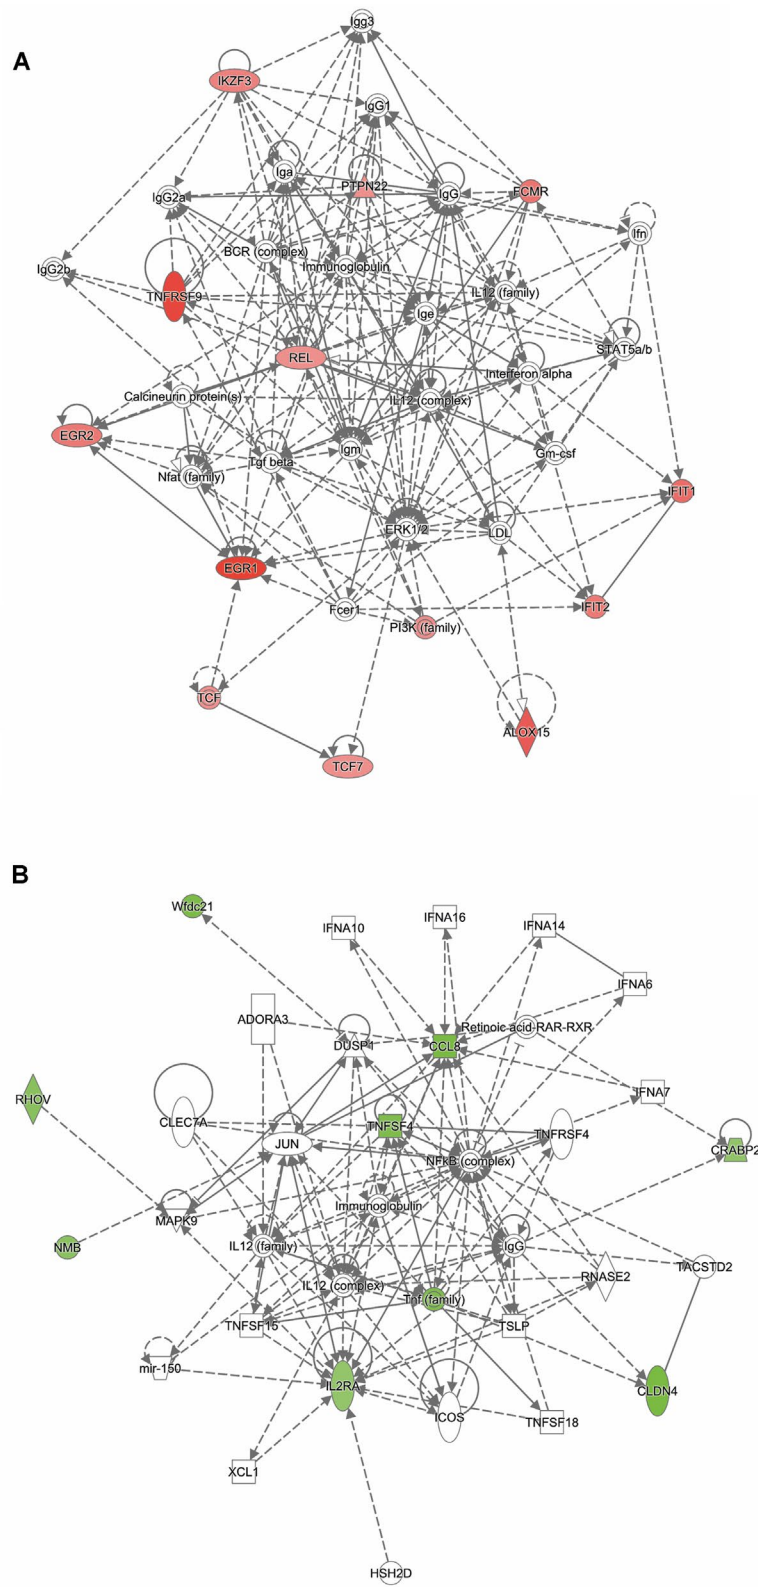 Igg3
A
IKZF3
IgG1
Iga
PTPN22
IgG
FCMR
IgG2a
Ifn
BCR (complex)
Immunoglobulin
IgG2b
TNFRSF9
IL12 (family)
Ige
STAT5a/b
REL
Interferon alpha
Calcineurin protein(s)
IL12 (complex)
EGR2
Igm
Gm-csf
Tgf beta
Nfat (family)
IFIT1
ERK1/2
LDL
EGR1
Fcer1
IFIT2
PI3K (family)
TCF
ALOX15
TCF7
B
Wfdc21
IFNA10
IFNA16
IFNA14
IFNA6
ADORA3
Retinoic acid-RAR-RXR
DUSP1
CCL8
RHOV
IFNA7
CLEC7A
TNFSF4
TNFRSF4
JUN
CRABP2
NFkB (complex)
Immunoglobulin
MAPK9
NMB
IL12 (family)
IgG
TACSTD2
IL12 (complex)
RNASE2
Tnf (family)
TNFSF15
TSLP
mir-150
IL2RA
CLDN4
ICOS
TNFSF18
XCL1
HSH2D